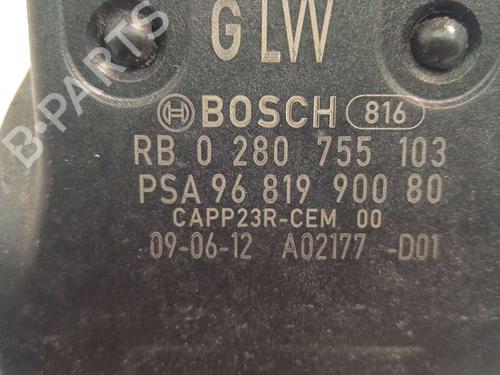 G LW
BOSCH 816
RB 0 280 755 103
PSA 96 819 900 80
CAPP23R-CEM 00
09-06-12 A02177 -D01
B-PARTS